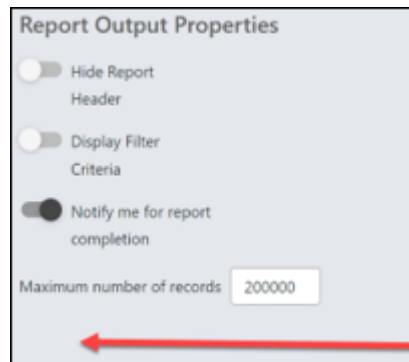 Report Output Properties
Hide Report
Header
Display Filter
Criteria
Notify me for report
completion
Maximum number of records 200000